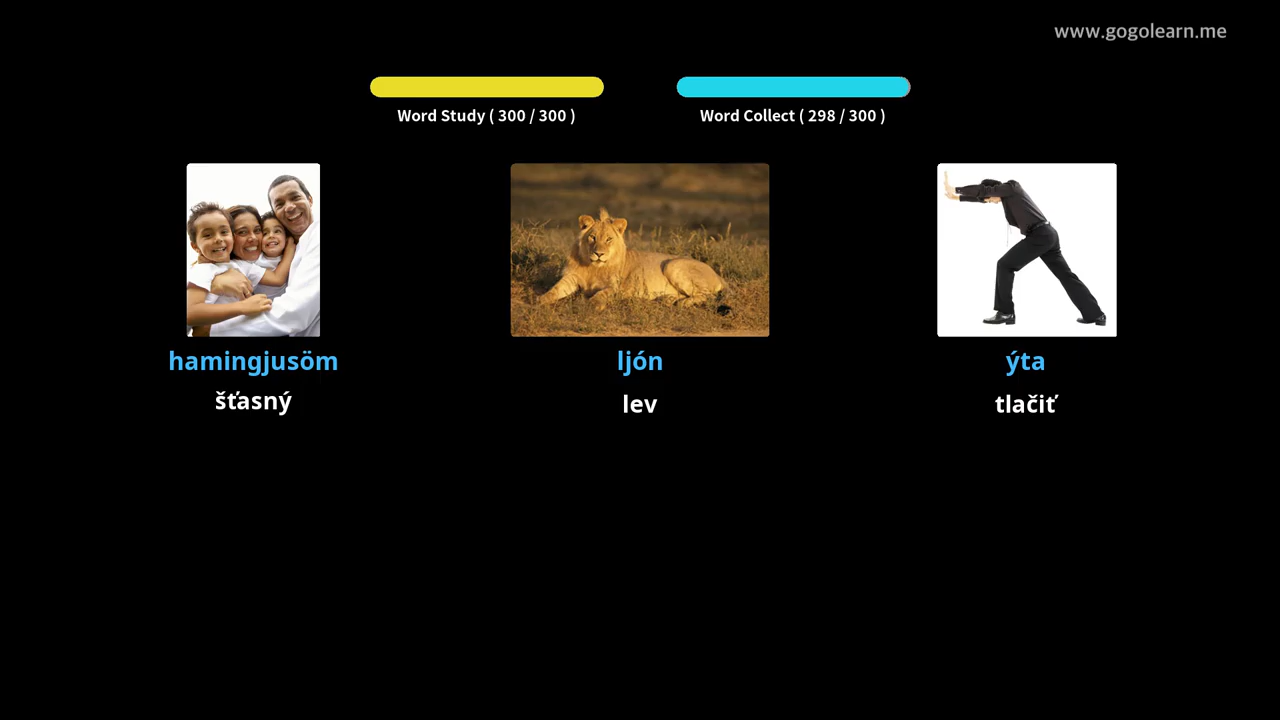 www.gogolearn.me
Word Study ( 300 / 300 )
Word Collect ( 298 / 300 )
hamingjusöm
ljón
ýta
šťasný
lev
tlačiť